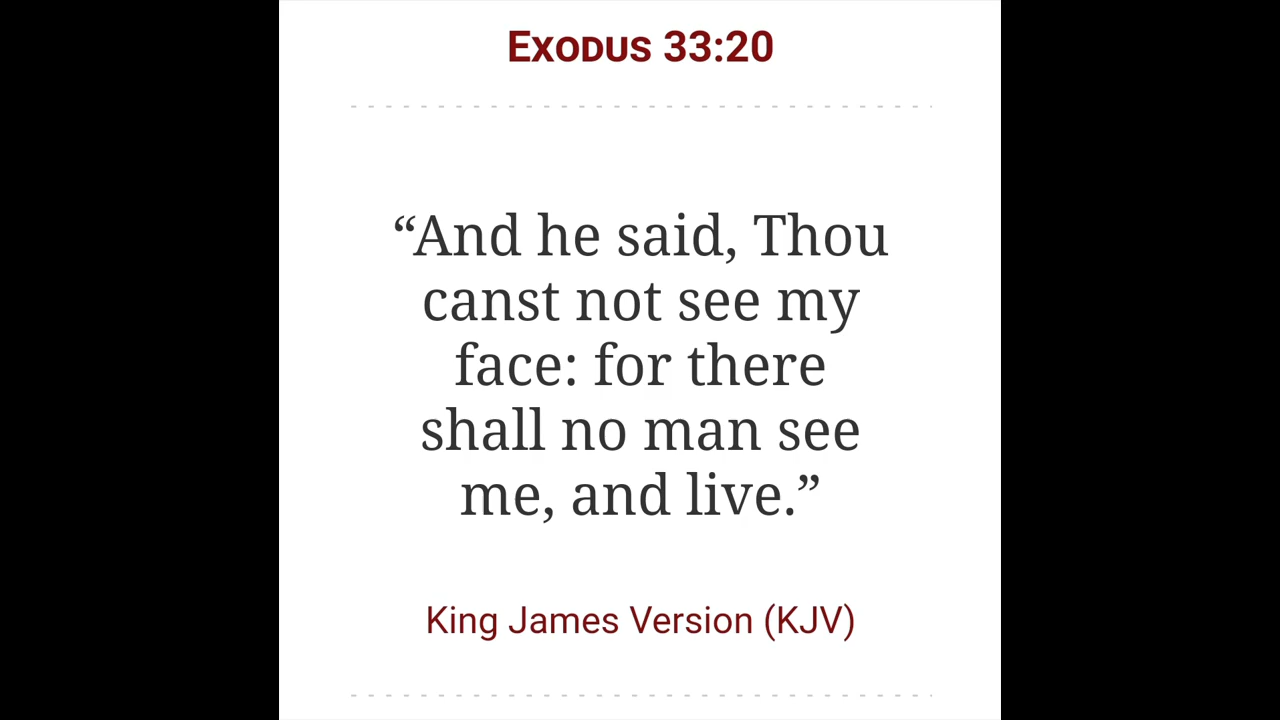 Exodus 33:20
“And he said, Thou
canst not see my
face: for there
shall no man see
me, and live.”
King James Version (KJV)